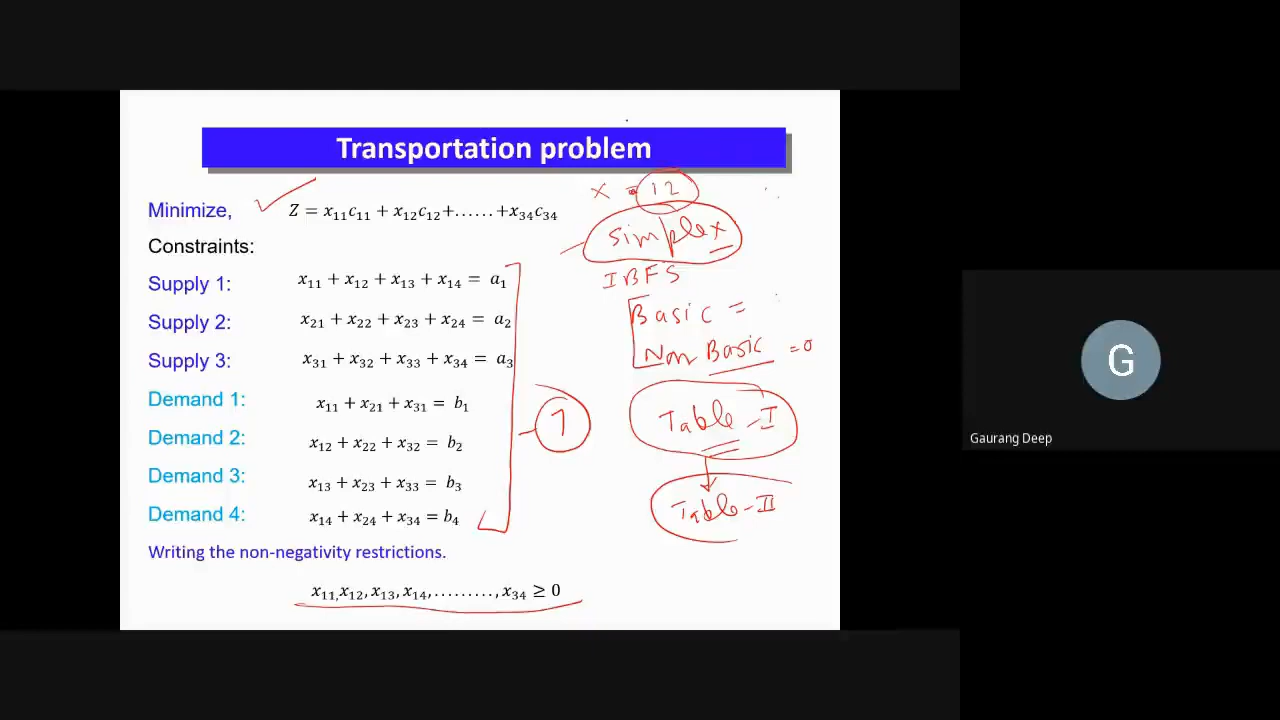 Transportation problem
Minimize, Z = x₁₁c₁₁ + x₁₂c₁₂+......+x₃₄c₃₄
Constraints:
Supply 1: x₁₁ + x₁₂ + x₁₃ + x₁₄ = a₁
Supply 2: x₂₁ + x₂₂ + x₂₃ + x₂₄ = a₂
Supply 3: x₃₁ + x₃₂ + x₃₃ + x₃₄ = a₃
Demand 1: x₁₁ + x₂₁ + x₃₁ = b₁
Demand 2: x₁₂ + x₂₂ + x₃₂ = b₂
Demand 3: x₁₃ + x₂₃ + x₃₃ = b₃
Demand 4: x₁₄ + x₂₄ + x₃₄ = b₄
Writing the non-negativity restrictions.
x₁₁,x₁₂,x₁₃,x₁₄,.........,x₃₄ ≥ 0
7
x = 12
Simplex
IBFS
Basic =
Non Basic = 0
Table-I
Table-II
G
Gaurang Deep